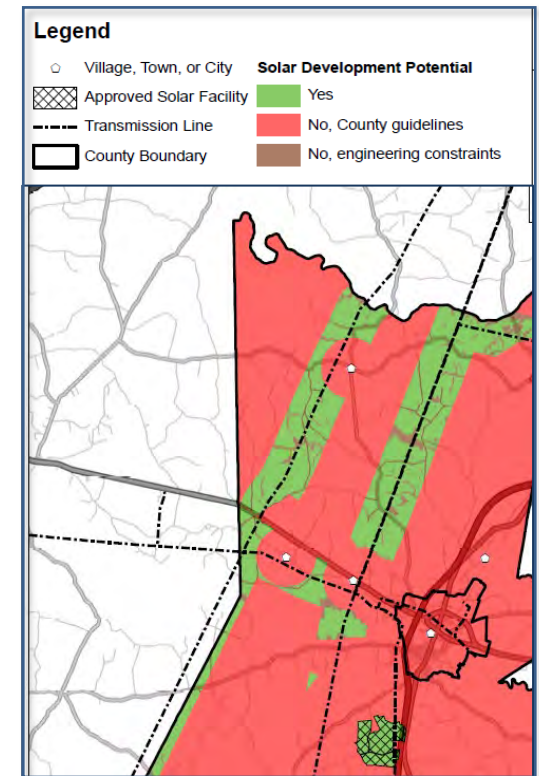 Legend
Village, Town, or City
Solar Development Potential
Approved Solar Facility
Yes
Transmission Line
No, County guidelines
County Boundary
No, engineering constraints